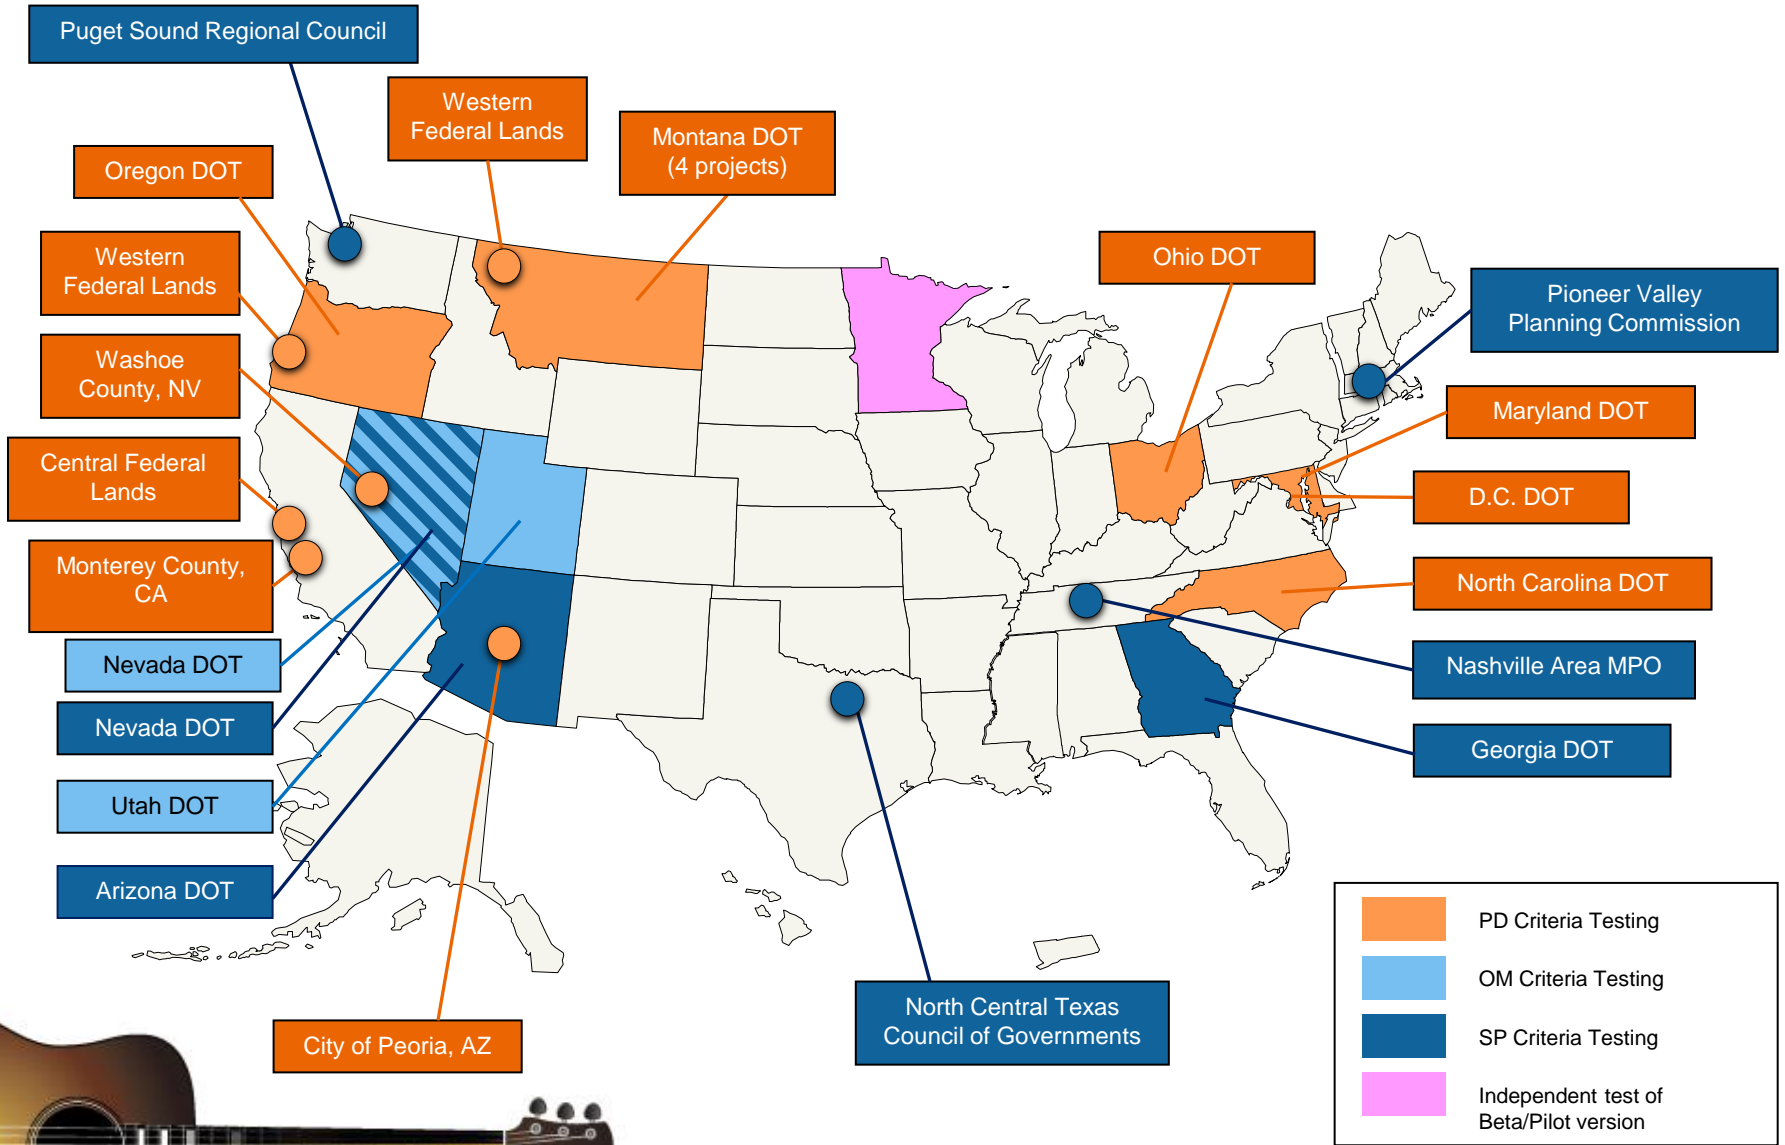 Puget Sound Regional Council
Western
Federal Lands
Montana DOT
(4 projects)
Oregon DOT
Western
Federal Lands
Ohio DOT
Pioneer Valley
Planning Commission
Washoe
County, NV
Maryland DOT
Central Federal
Lands
D.C. DOT
Monterey County,
CA
North Carolina DOT
Nevada DOT
Nashville Area MPO
Nevada DOT
Georgia DOT
Utah DOT
Arizona DOT
North Central Texas
Council of Governments
City of Peoria, AZ
PD Criteria Testing
OM Criteria Testing
SP Criteria Testing
Independent test of
Beta/Pilot version